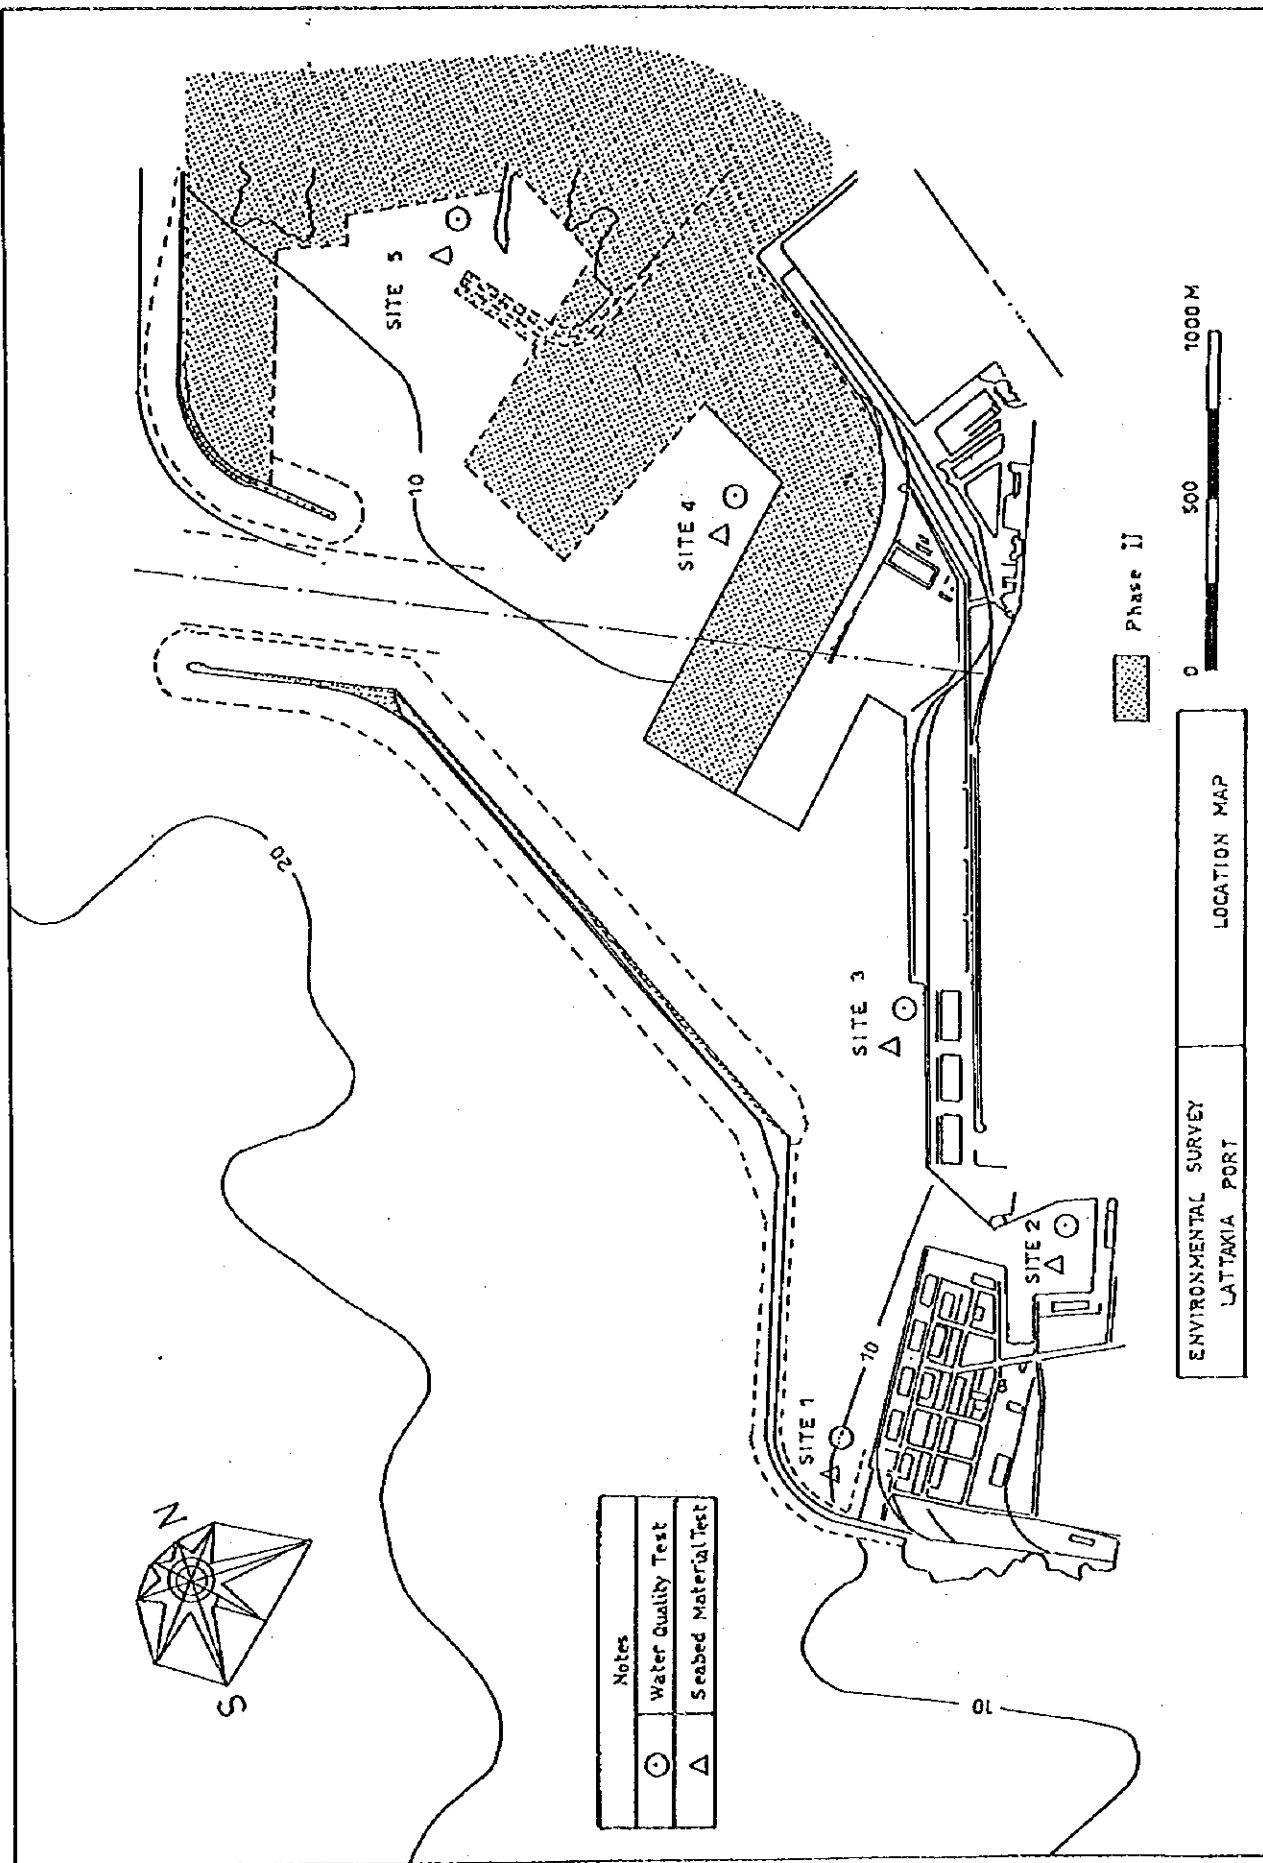 N
S
20
10
10
10
SITE 5
SITE 4
SITE 3
SITE 2
SITE 1
Notes
Water Quality Test
Seabed Material Test
Phase II
0 500 1000 M
ENVIRONMENTAL SURVEY
LATTAKIA PORT
LOCATION MAP